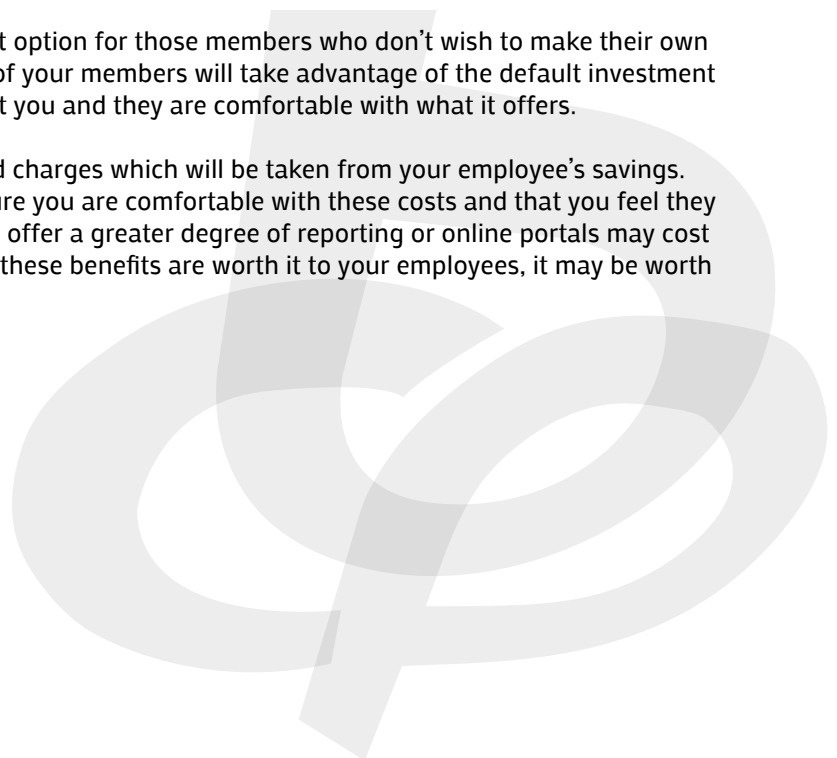 t option for those members who don’t wish to make their own
of your members will take advantage of the default investment
t you and they are comfortable with what it offers.
d charges which will be taken from your employee’s savings.
ure you are comfortable with these costs and that you feel they
offer a greater degree of reporting or online portals may cost
these benefits are worth it to your employees, it may be worth